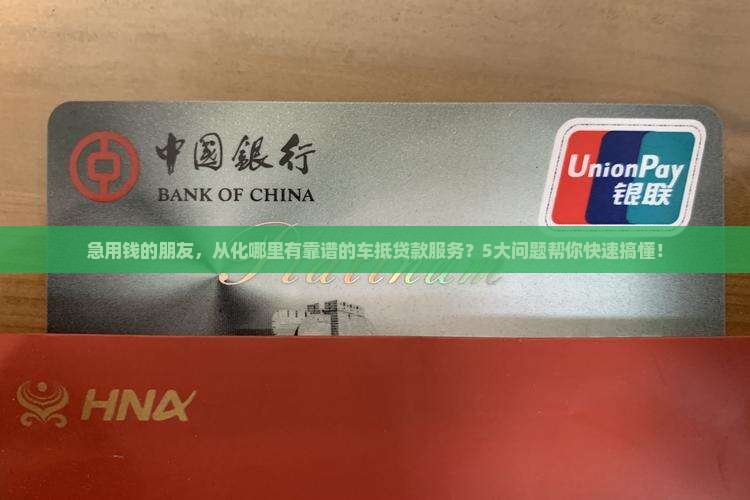 中国銀行
BANK OF CHINA
UnionPay
银联
急用钱的朋友，从化哪里有靠谱的车抵贷款服务？5大问题帮你快速搞懂！
Platinum
HNA